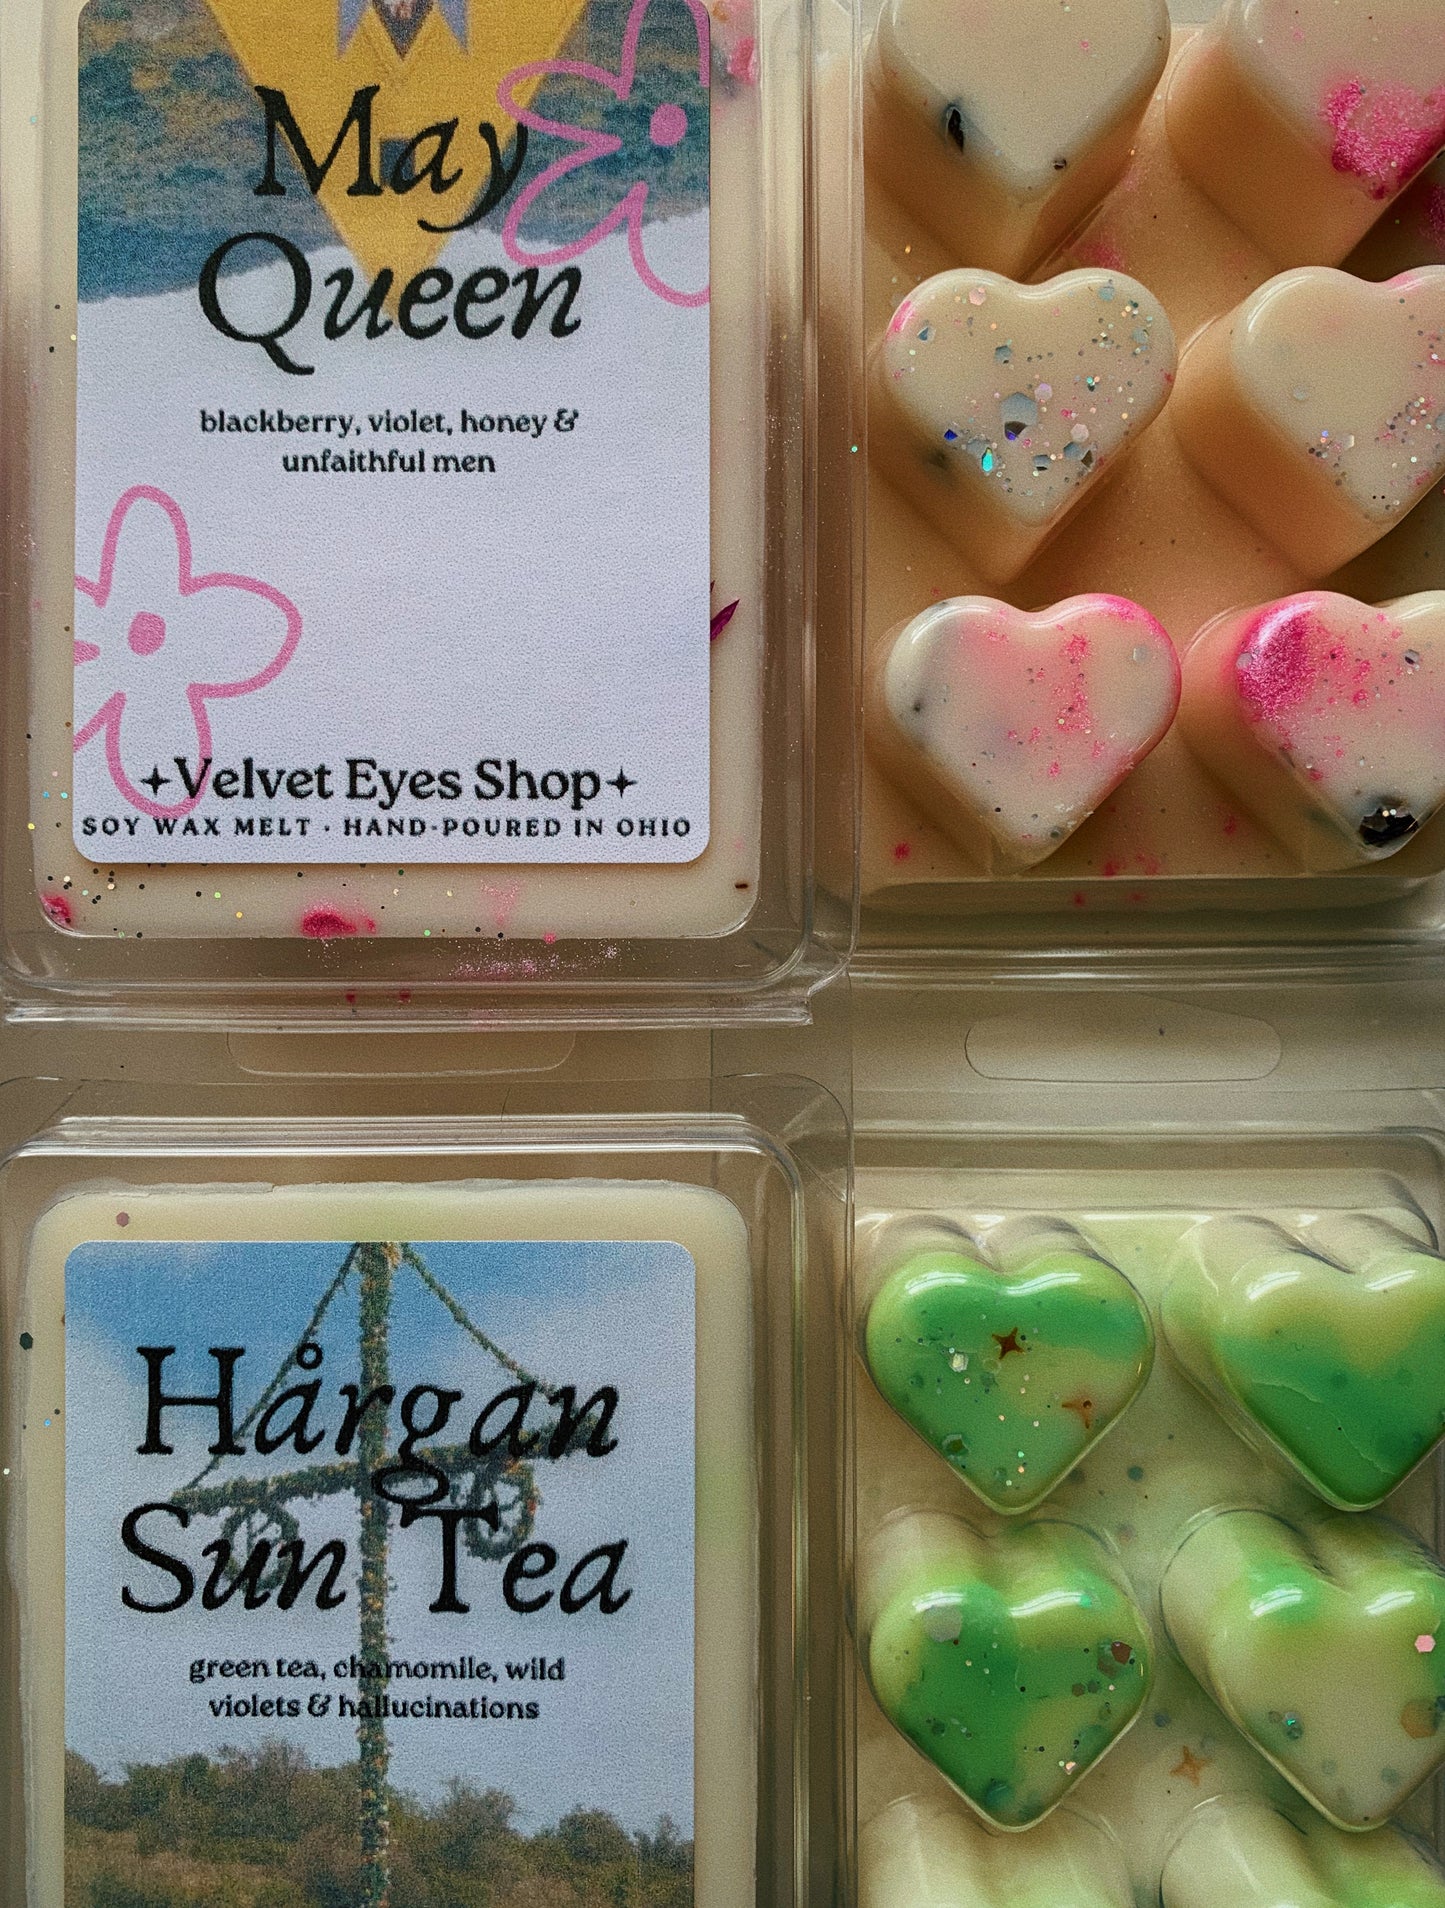 May
Queen
blackberry, violet, honey &
unfaithful men
✦Velvet Eyes Shop✦
SOY WAX MELT · HAND-POURED IN OHIO
Hårgan
Sun Tea
green tea, chamomile, wild
violets & hallucinations